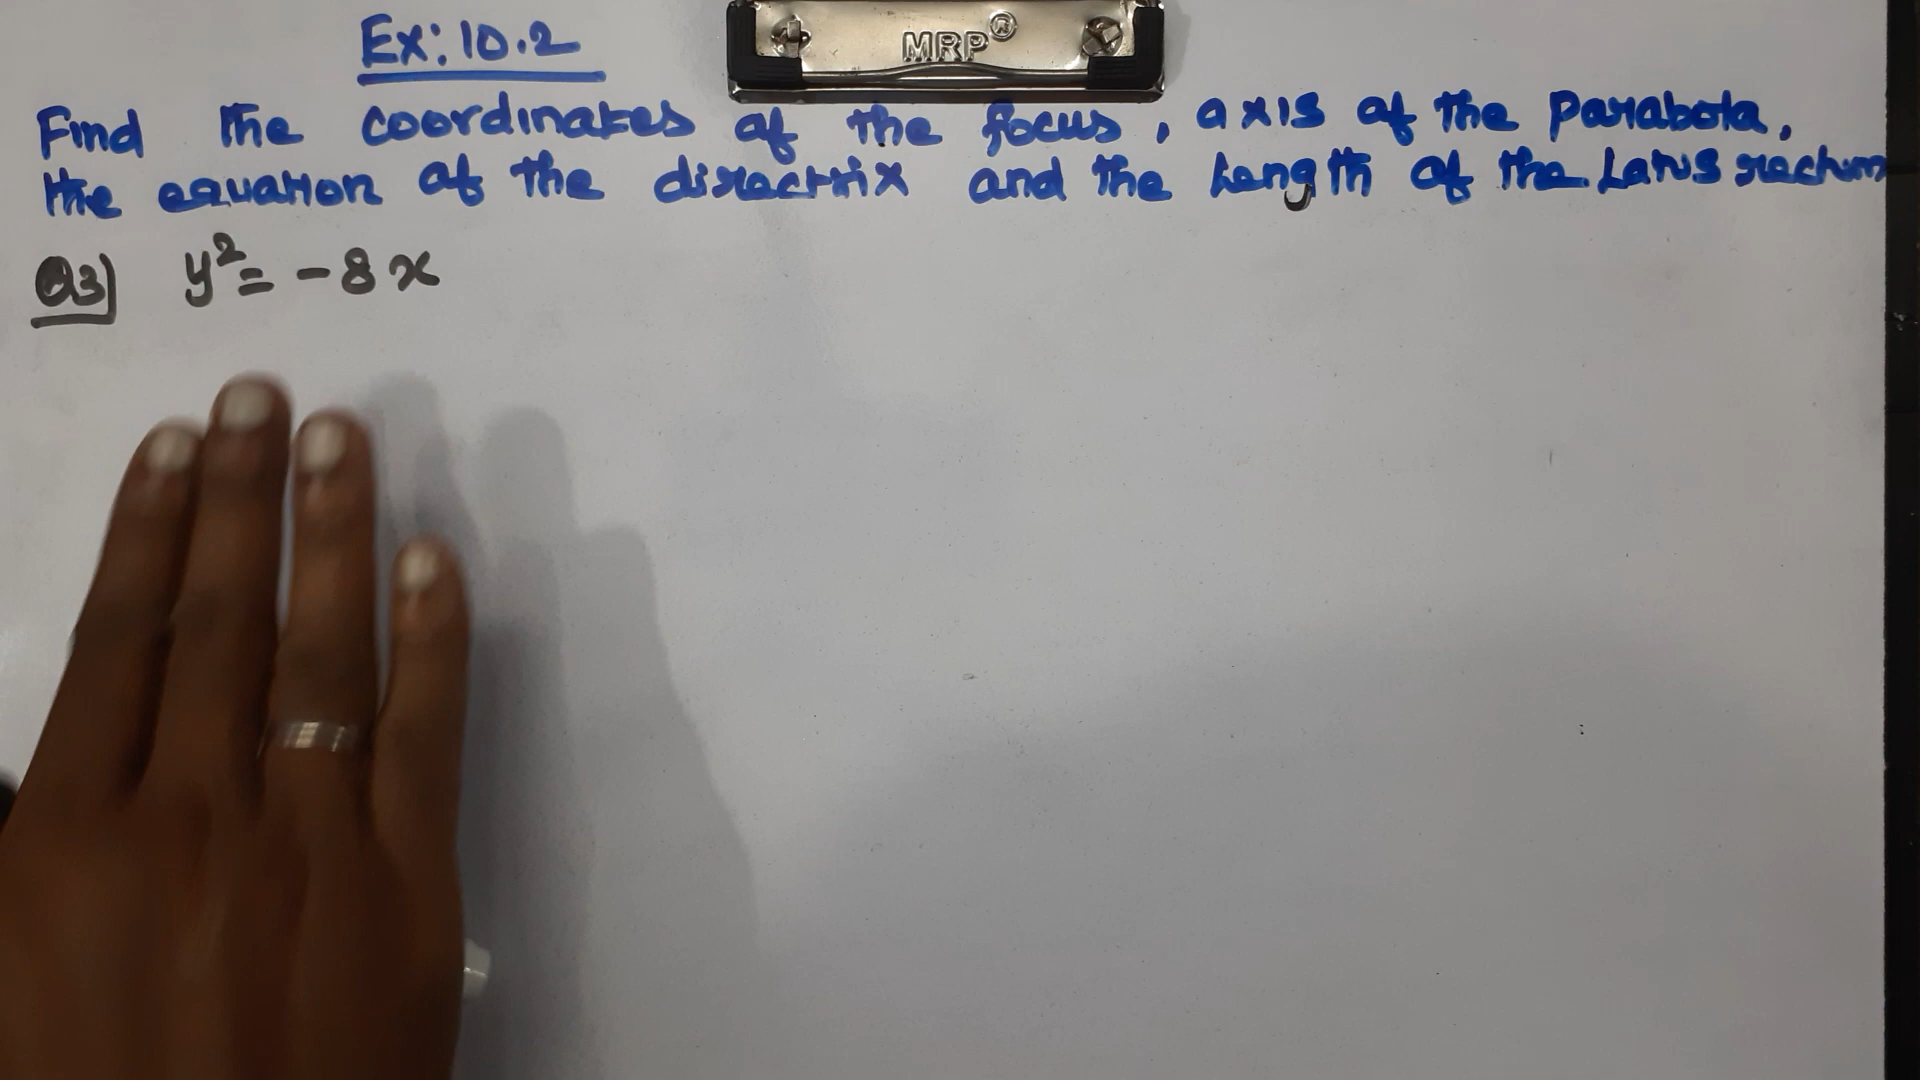 Ex: 10.2
MRP®
Find the coordinates of the focus, axis of the Parabola,
the equation of the directrix and the Length of the Latus rectum
Q3) y²= -8x